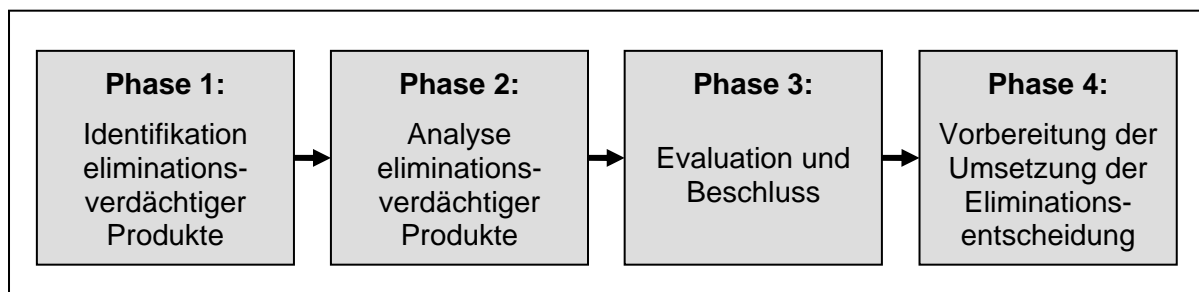 Phase 1:
Identifikation
eliminations-
verdächtiger
Produkte
Phase 2:
Analyse
eliminations-
verdächtiger
Produkte
Phase 3:
Evaluation und
Beschluss
Phase 4:
Vorbereitung der
Umsetzung der
Eliminations-
entscheidung